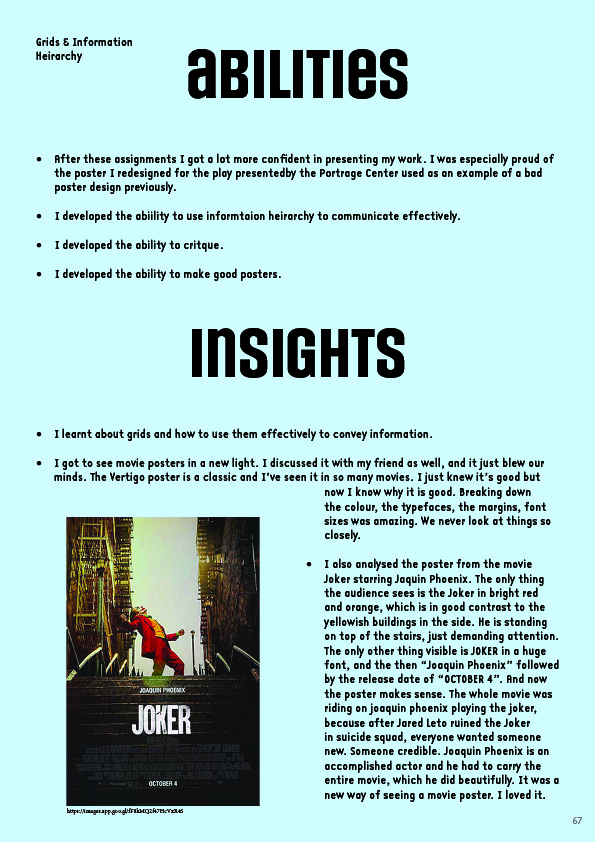 Grids & Information
Heirarchy
aBILITIes
• After these assignments I got a lot more confident in presenting my work. I was especially proud of
the poster I redesigned for the play presentedby the Portrage Center used as an example of a bad
poster design previously.
• I developed the abiility to use informtaion heirarchy to communicate effectively.
• I developed the ability to critque.
• I developed the ability to make good posters.
InSIGHTS
• I learnt about grids and how to use them effectively to convey information.
• I got to see movie posters in a new light. I discussed it with my friend as well, and it just blew our
minds. The Vertigo poster is a classic and I've seen it in so many movies. I just knew it's good but
now I know why it is good. Breaking down
the colour, the typefaces, the margins, font
sizes was amazing. We never look at things so
closely.
• I also analysed the poster from the movie
Joker starring Jaquin Phoenix. The only thing
the audience sees is the Joker in bright red
and orange, which is in good contrast to the
yellowish buildings in the side. He is standing
on top of the stairs, just demanding attention.
The only other thing visible is JOKER in a huge
font, and the then “Joaquin Phoenix” followed
by the release date of “OCTOBER 4”. And now
the poster makes sense. The whole movie was
riding on joaquin phoenix playing the joker,
because after Jared Leto ruined the Joker
in suicide squad, everyone wanted someone
new. Someone credible. Joaquin Phoenix is an
accomplished actor and he had to carry the
entire movie, which he did beautifully. It was a
new way of seeing a movie poster. I loved it.
JOAQUIN PHOENIX
JOKER
OCTOBER 4
67